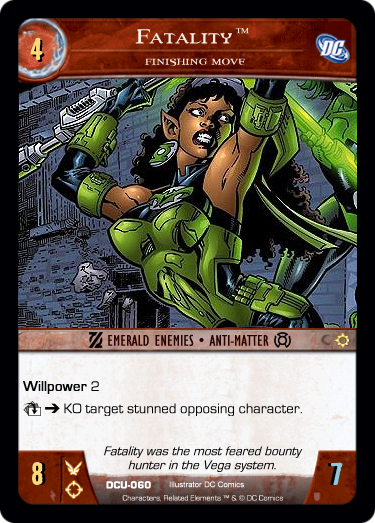 4
FATALITY™
FINISHING MOVE
DC
EMERALD ENEMIES • ANTI-MATTER
Willpower 2
➔ KO target stunned opposing character.
Fatality was the most feared bounty
hunter in the Vega system.
8
DCU-060 Illustrator DC Comics
Characters, Related Elements ™ & © DC Comics
7